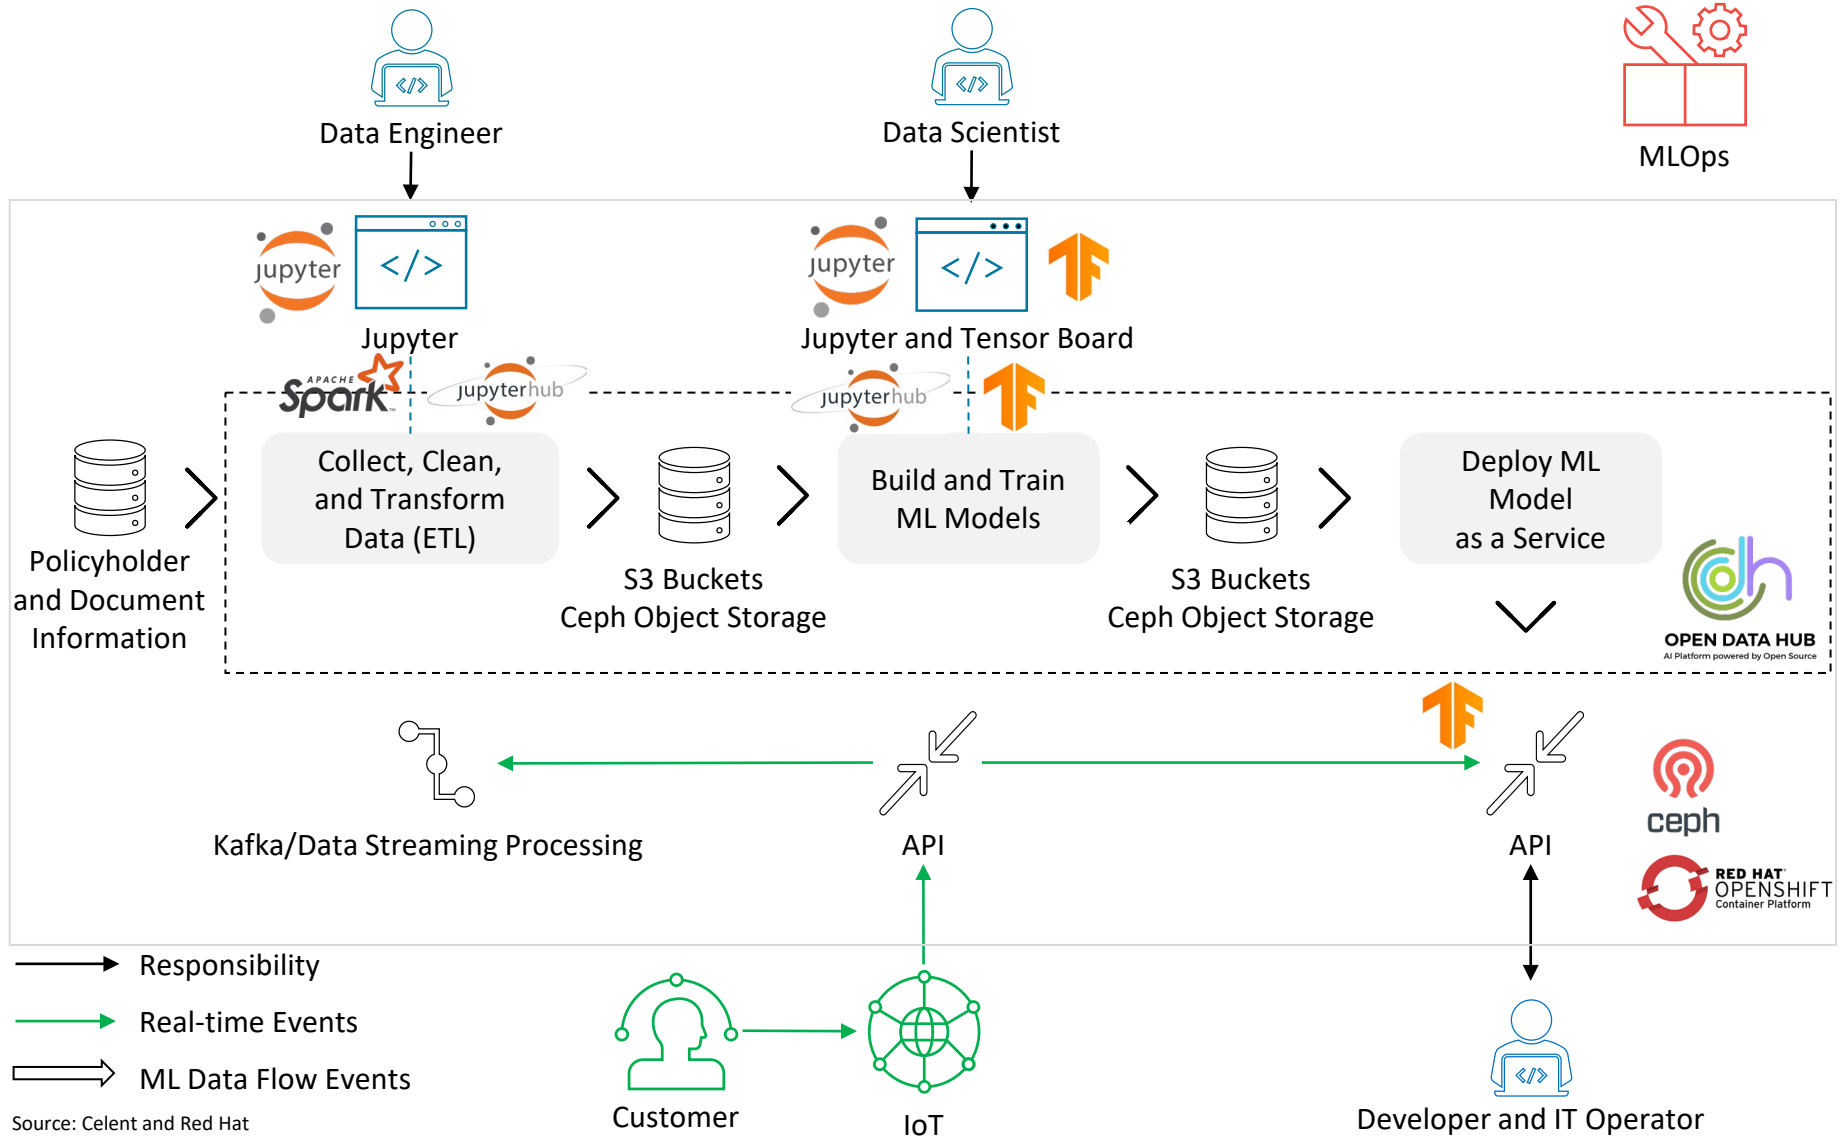 Data Engineer
Data Scientist
MLOps
</>
</>
jupyter
</>
jupyter
</>
Jupyter
Jupyter and Tensor Board
APACHE
Spark™
jupyterhub
jupyterhub
Policyholder
and Document
Information
Collect, Clean,
and Transform
Data (ETL)
S3 Buckets
Ceph Object Storage
Build and Train
ML Models
S3 Buckets
Ceph Object Storage
Deploy ML
Model
as a Service
OPEN DATA HUB
AI Platform powered by Open Source
Kafka/Data Streaming Processing
API
API
ceph
RED HAT®
OPENSHIFT
Container Platform
Responsibility
Real-time Events
ML Data Flow Events
Customer
IoT
</>
Developer and IT Operator
Source: Celent and Red Hat